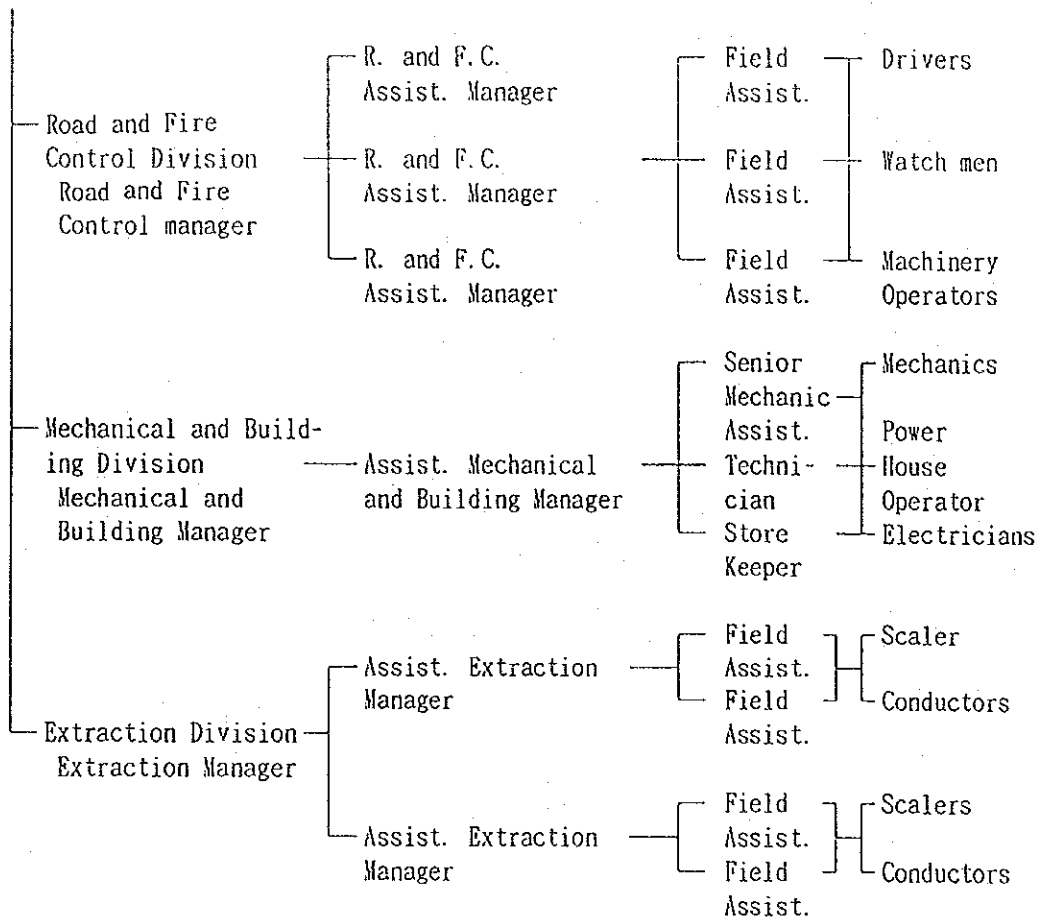 R. and F.C.
Assist. Manager
Field
Assist.
Drivers
Road and Fire
Control Division
Road and Fire
Control manager
R. and F.C.
Assist. Manager
Field
Assist.
Watch men
R. and F.C.
Assist. Manager
Field
Assist.
Machinery
Operators
Mechanical and Build-
ing Division
Mechanical and
Building Manager
Assist. Mechanical
and Building Manager
Senior
Mechanic
Assist.
Techni-
cian
Store
Keeper
Mechanics
Power
House
Operator
Electricians
Extraction Division
Extraction Manager
Assist. Extraction
Manager
Field
Assist.
Field
Assist.
Scaler
Conductors
Assist. Extraction
Manager
Field
Assist.
Field
Assist.
Scalers
Conductors